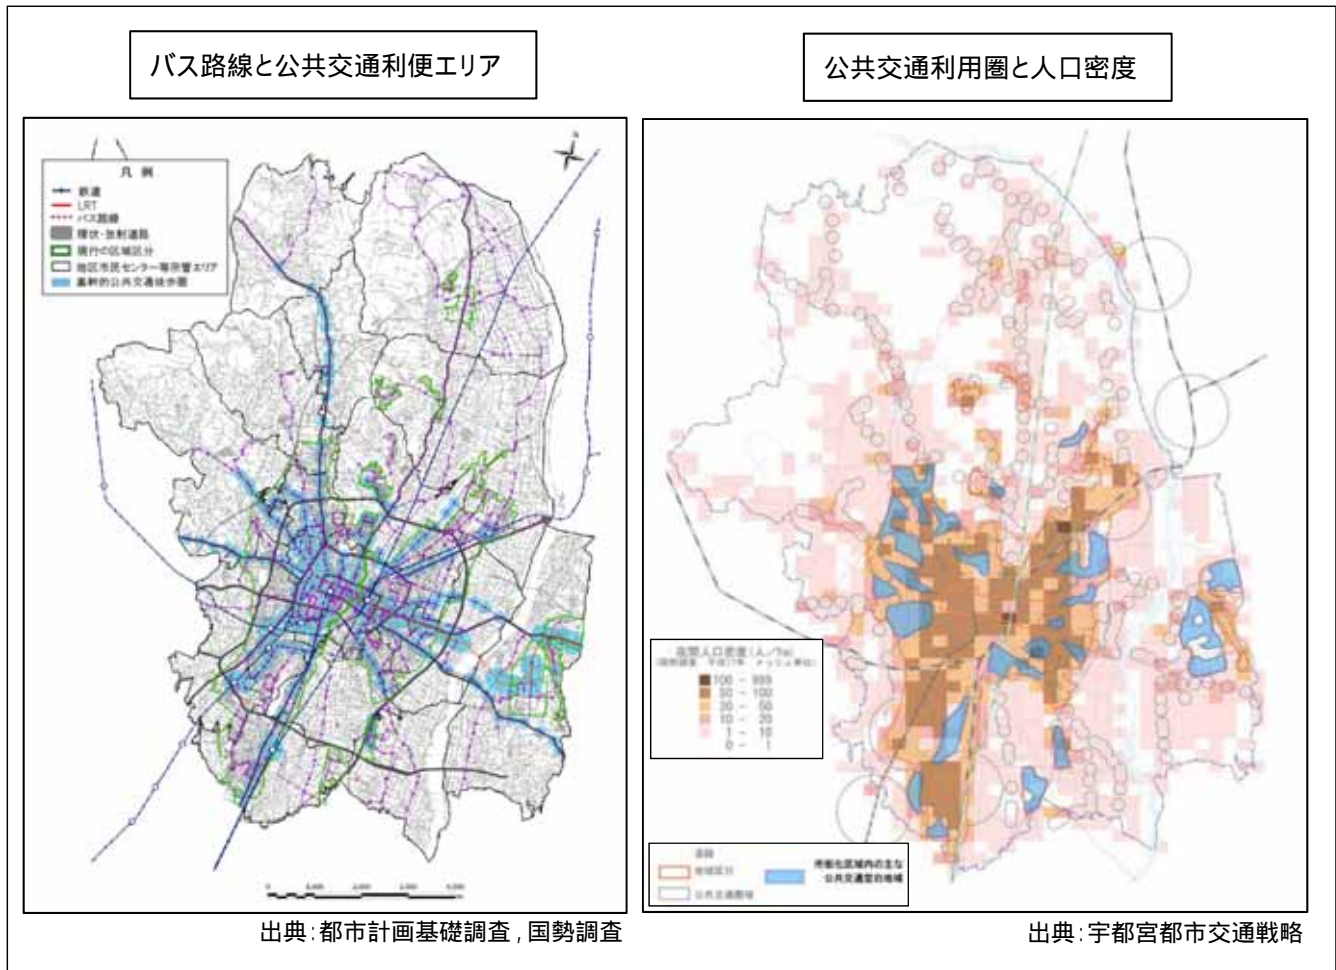 バス路線と公共交通利便エリア
公共交通利用圏と人口密度
凡 例
鉄道
LRT
バス路線
環状・放射道路
現行の区域区分
地区市民センター等所管エリア
基幹的公共交通徒歩圏
夜間人口密度(人/ha)
100 - 999
50 - 100
20 - 50
10 - 20
1 - 10
0 - 1
道路
地域区分
公共交通圏域
市街化区域内の主な
公共交通空白地域
出典:都市計画基礎調査,国勢調査
出典:宇都宮都市交通戦略